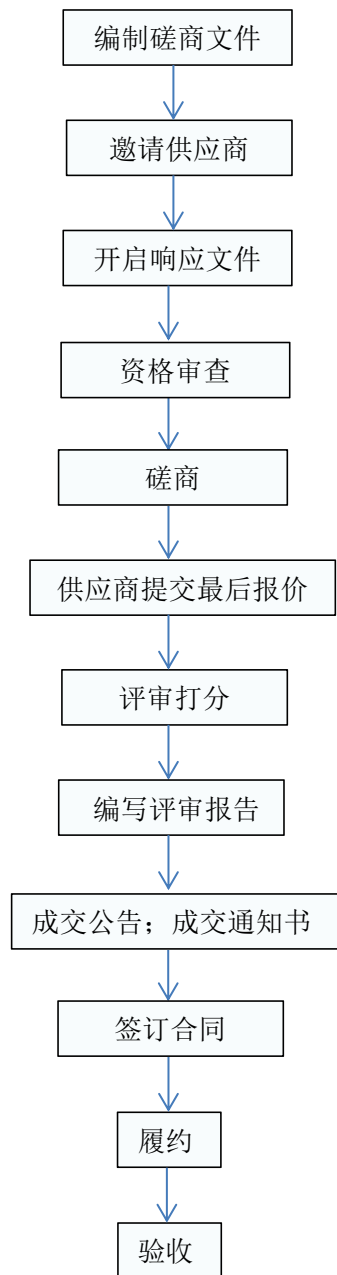 编制磋商文件
邀请供应商
开启响应文件
资格审查
磋商
供应商提交最后报价
评审打分
编写评审报告
成交公告；成交通知书
签订合同
履约
验收